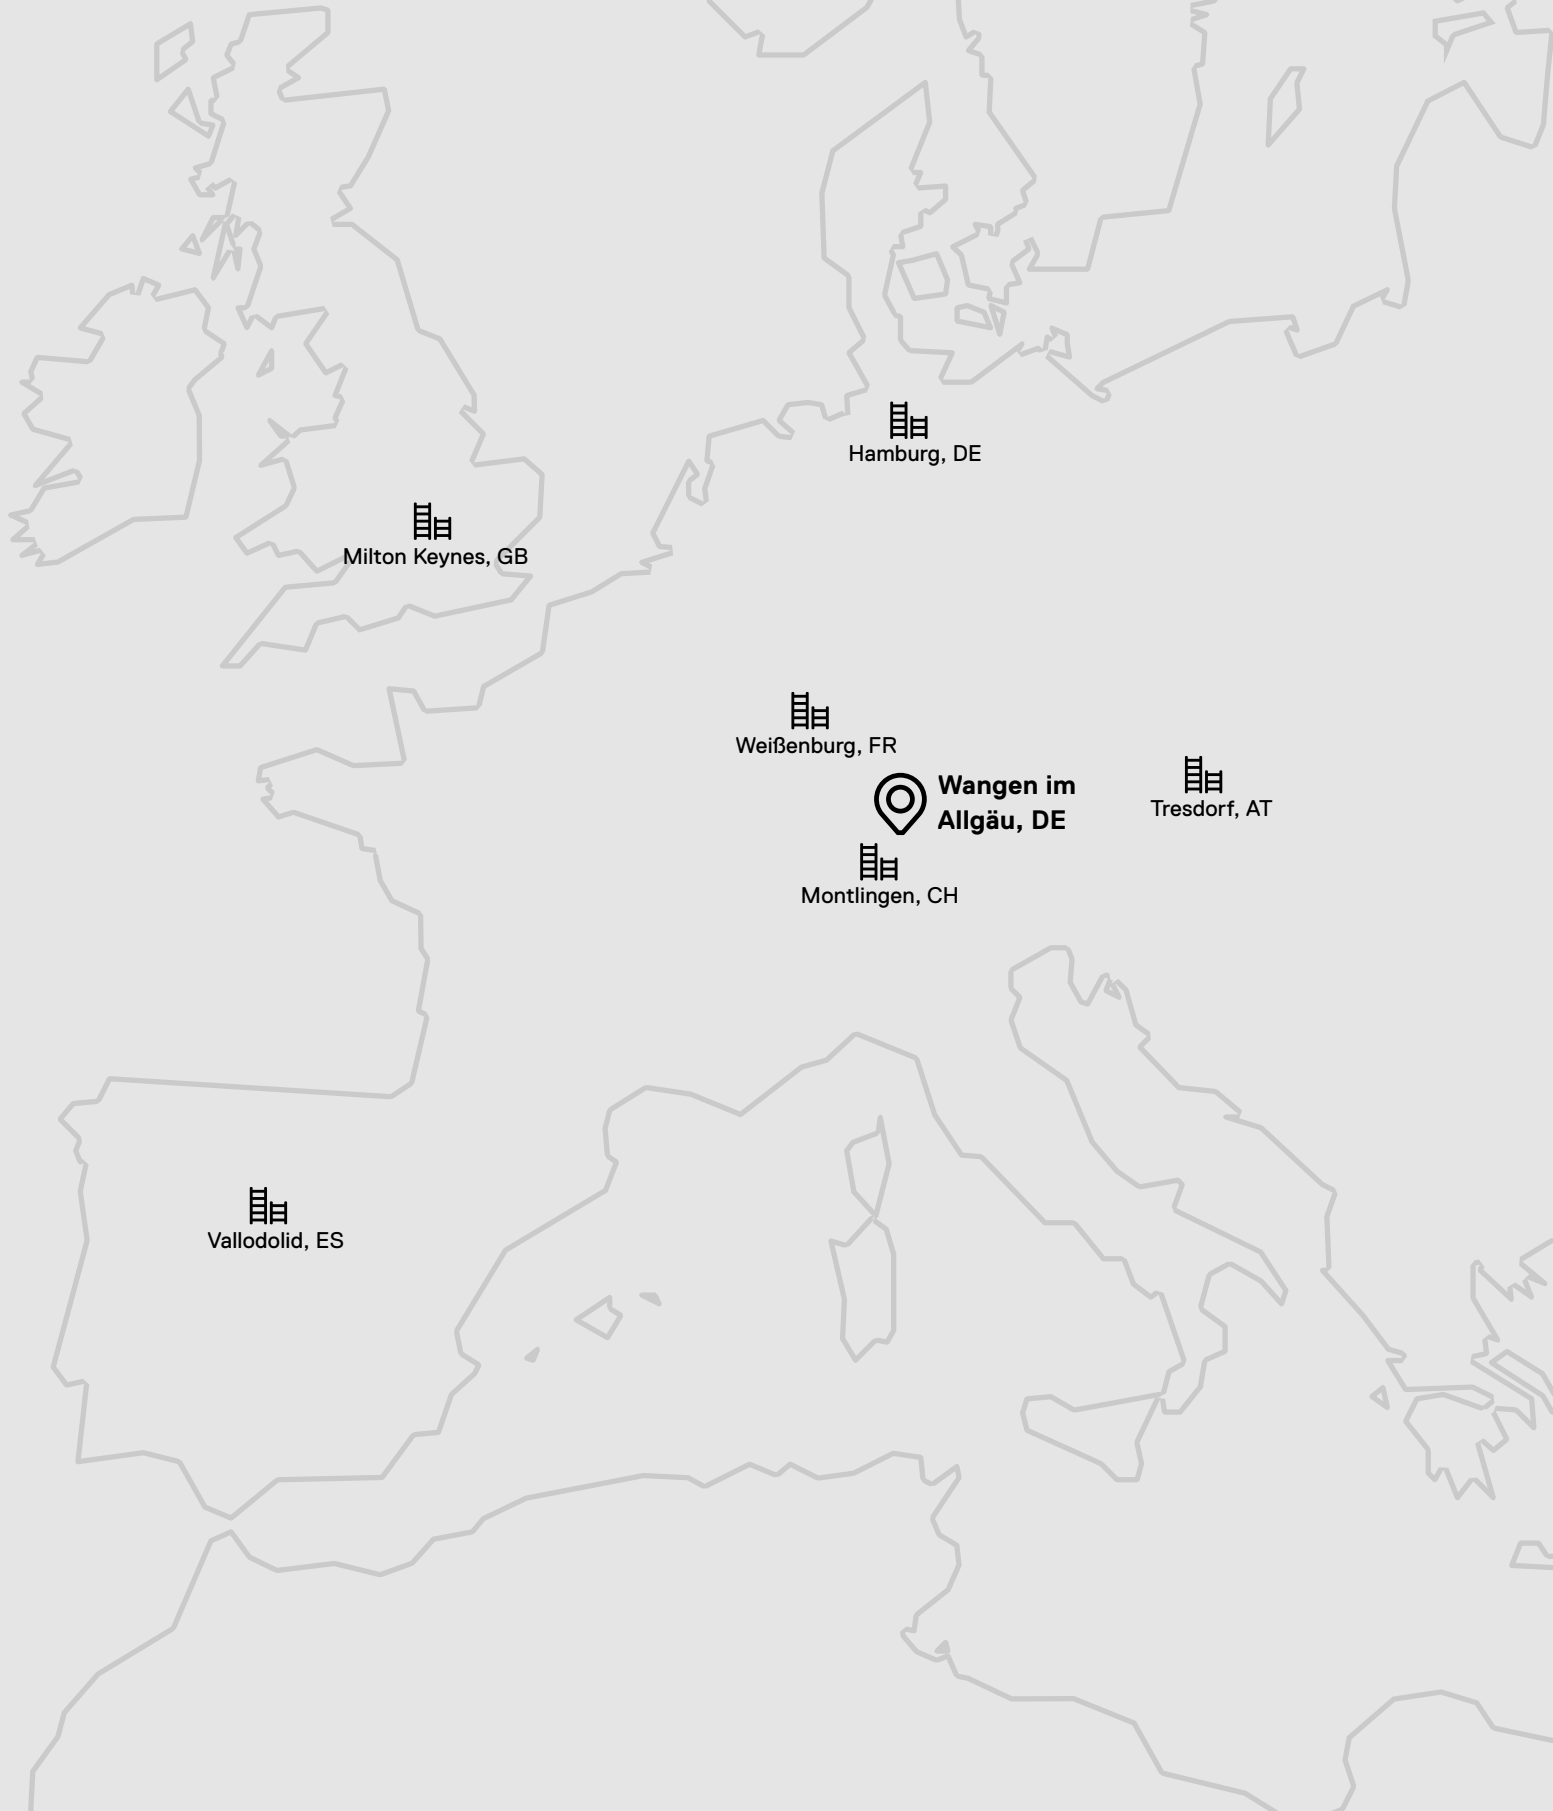 Hamburg, DE
Milton Keynes, GB
Weißenburg, FR
Wangen im
Allgäu, DE
Tresdorf, AT
Montlingen, CH
Vallodolid, ES